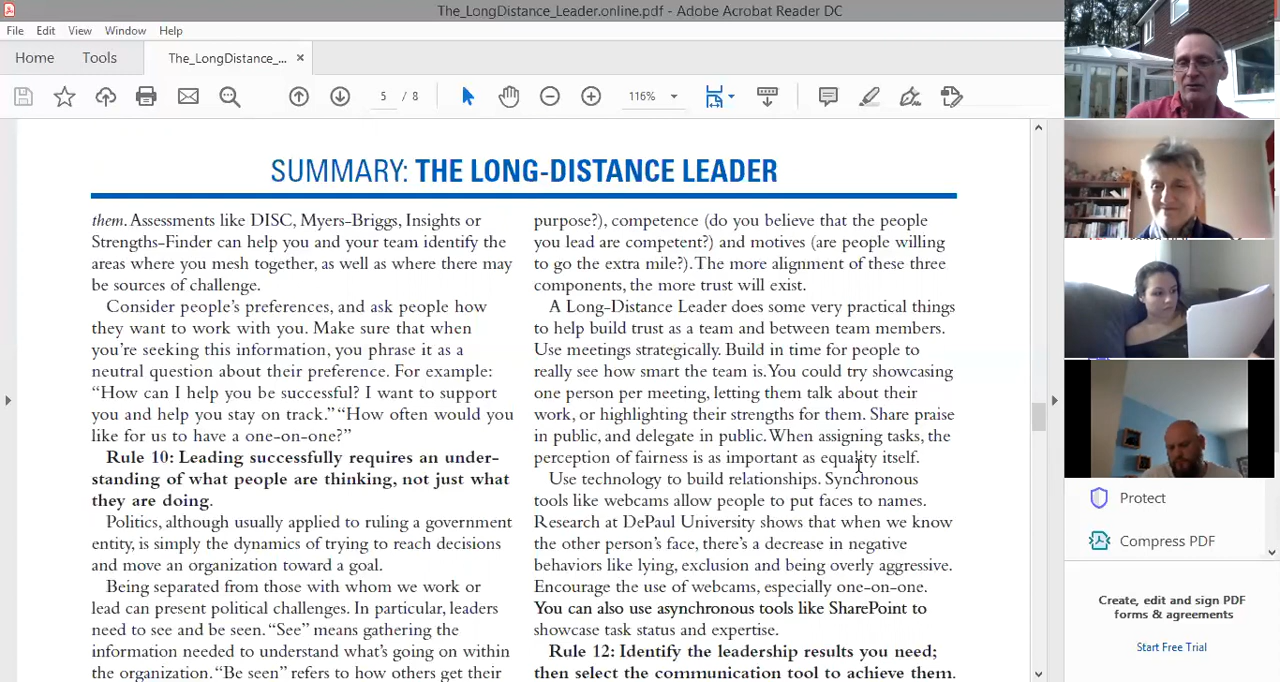 The_LongDistance_Leader.online.pdf - Adobe Acrobat Reader DC
File Edit View Window Help
Home Tools The_LongDistance_... ×
5 / 8 116%
SUMMARY: THE LONG-DISTANCE LEADER
them. Assessments like DISC, Myers-Briggs, Insights or
Strengths-Finder can help you and your team identify the
areas where you mesh together, as well as where there may
be sources of challenge.
Consider people's preferences, and ask people how
they want to work with you. Make sure that when
you're seeking this information, you phrase it as a
neutral question about their preference. For example:
"How can I help you be successful? I want to support
you and help you stay on track." "How often would you
like for us to have a one-on-one?"
Rule 10: Leading successfully requires an under-
standing of what people are thinking, not just what
they are doing.
Politics, although usually applied to ruling a government
entity, is simply the dynamics of trying to reach decisions
and move an organization toward a goal.
Being separated from those with whom we work or
lead can present political challenges. In particular, leaders
need to see and be seen. "See" means gathering the
information needed to understand what's going on within
the organization. "Be seen" refers to how others get their
purpose?), competence (do you believe that the people
you lead are competent?) and motives (are people willing
to go the extra mile?). The more alignment of these three
components, the more trust will exist.
A Long-Distance Leader does some very practical things
to help build trust as a team and between team members.
Use meetings strategically. Build in time for people to
really see how smart the team is. You could try showcasing
one person per meeting, letting them talk about their
work, or highlighting their strengths for them. Share praise
in public, and delegate in public. When assigning tasks, the
perception of fairness is as important as equality itself.
Use technology to build relationships. Synchronous
tools like webcams allow people to put faces to names.
Research at DePaul University shows that when we know
the other person's face, there's a decrease in negative
behaviors like lying, exclusion and being overly aggressive.
Encourage the use of webcams, especially one-on-one.
You can also use asynchronous tools like SharePoint to
showcase task status and expertise.
Rule 12: Identify the leadership results you need;
then select the communication tool to achieve them.
Protect
Compress PDF
Create, edit and sign PDF
forms & agreements
Start Free Trial